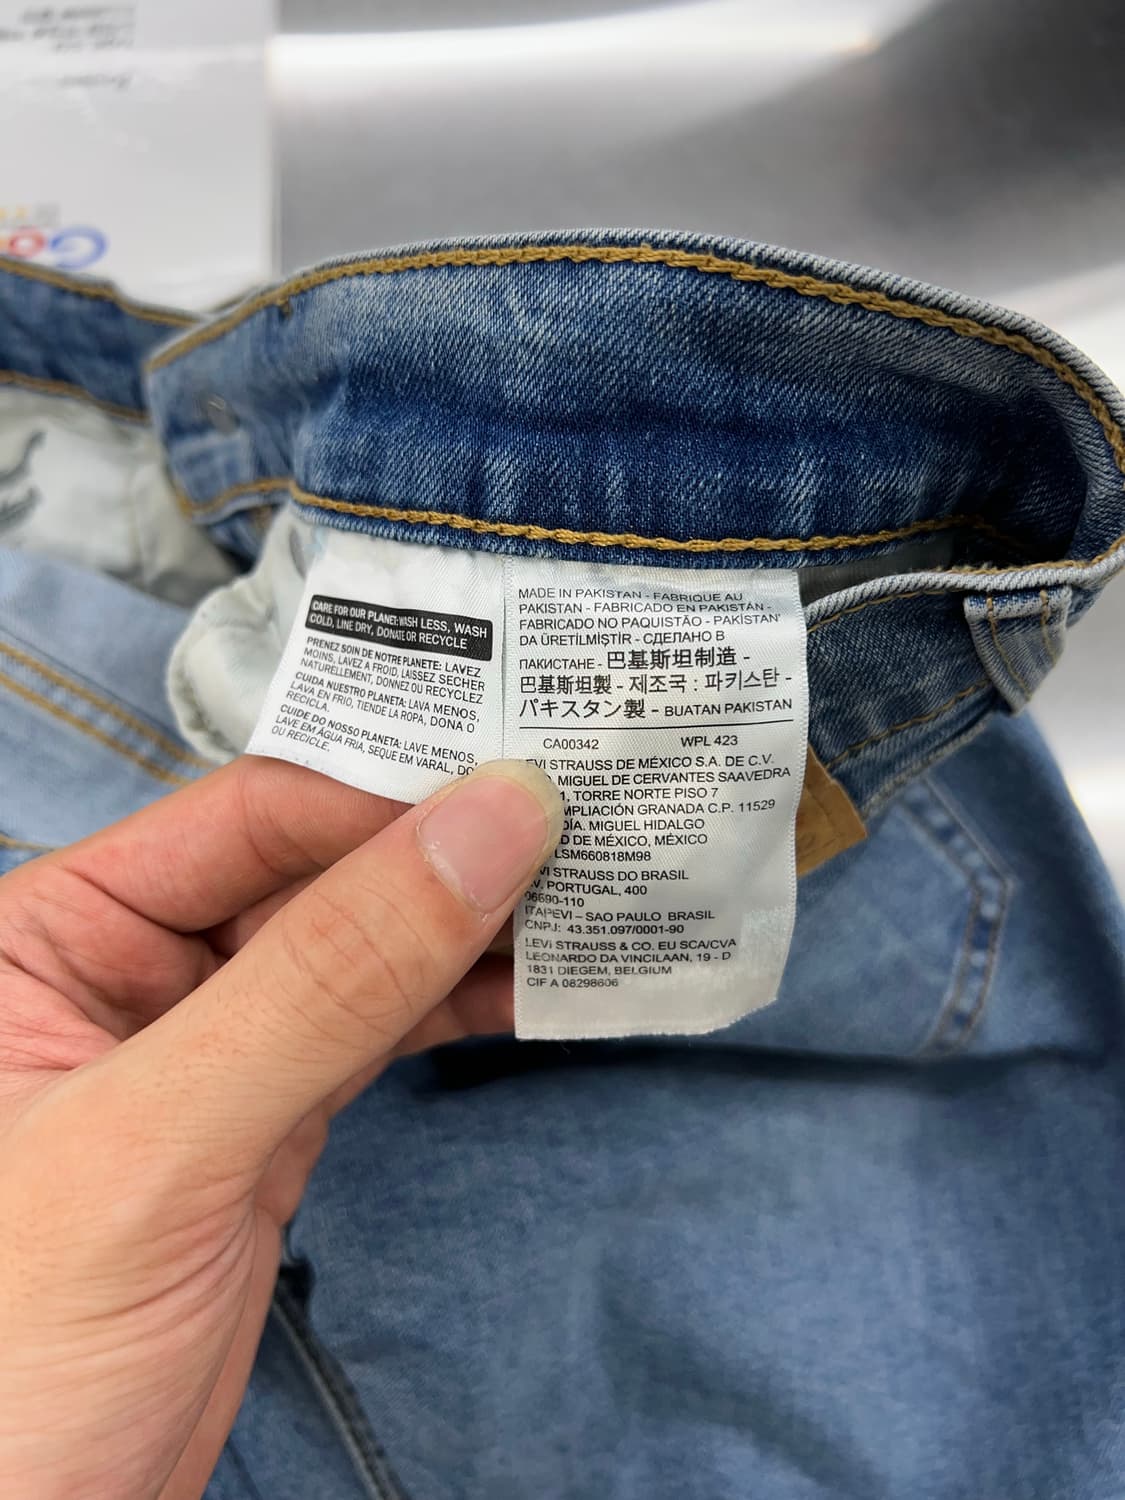 CARE FOR OUR PLANET: WASH LESS, WASH
COLD, LINE DRY, DONATE OR RECYCLE
PRENEZ SOIN DE NOTRE PLANETE: LAVEZ
MOINS, LAVEZ A FROID, LAISSEZ SECHER
NATURELLEMENT, DONNEZ OU RECYCLEZ
CUIDA NUESTRO PLANETA: LAVA MENOS,
LAVA EN FRIO, TIENDE LA ROPA, DONA O
RECICLA.
CUIDE DO NOSSO PLANETA: LAVE MENOS,
LAVE EM ÁGUA FRIA, SEQUE EM VARAL,
OU RECICLE.
MADE IN PAKISTAN - FABRIQUE AU
PAKISTAN - FABRICADO EN PAKISTÁN -
FABRICADO NO PAQUISTÃO - PAKİSTAN'
DA ÜRETİLMİŞTİR - СДЕЛАНО В
ПАКИСТАНЕ - 巴基斯坦制造 -
巴基斯坦製 - 제조국 : 파키스탄 -
パキスタン製 - BUATAN PAKISTAN
CA00342 WPL 423
EVI STRAUSS DE MÉXICO S.A. DE C.V.
MIGUEL DE CERVANTES SAAVEDRA
1, TORRE NORTE PISO 7
MPLIACIÓN GRANADA C.P. 11529
DÍA. MIGUEL HIDALGO
D DE MÉXICO, MÉXICO
LSM660818M98
VI STRAUSS DO BRASIL
V. PORTUGAL, 400
06690-110
ITAPEVI – SAO PAULO BRASIL
CNPJ: 43.351.097/0001-90
LEVI STRAUSS & CO. EU SCA/CVA
LEONARDO DA VINCILAAN, 19 - D
1831 DIEGEM, BELGIUM
CIF A 08298606